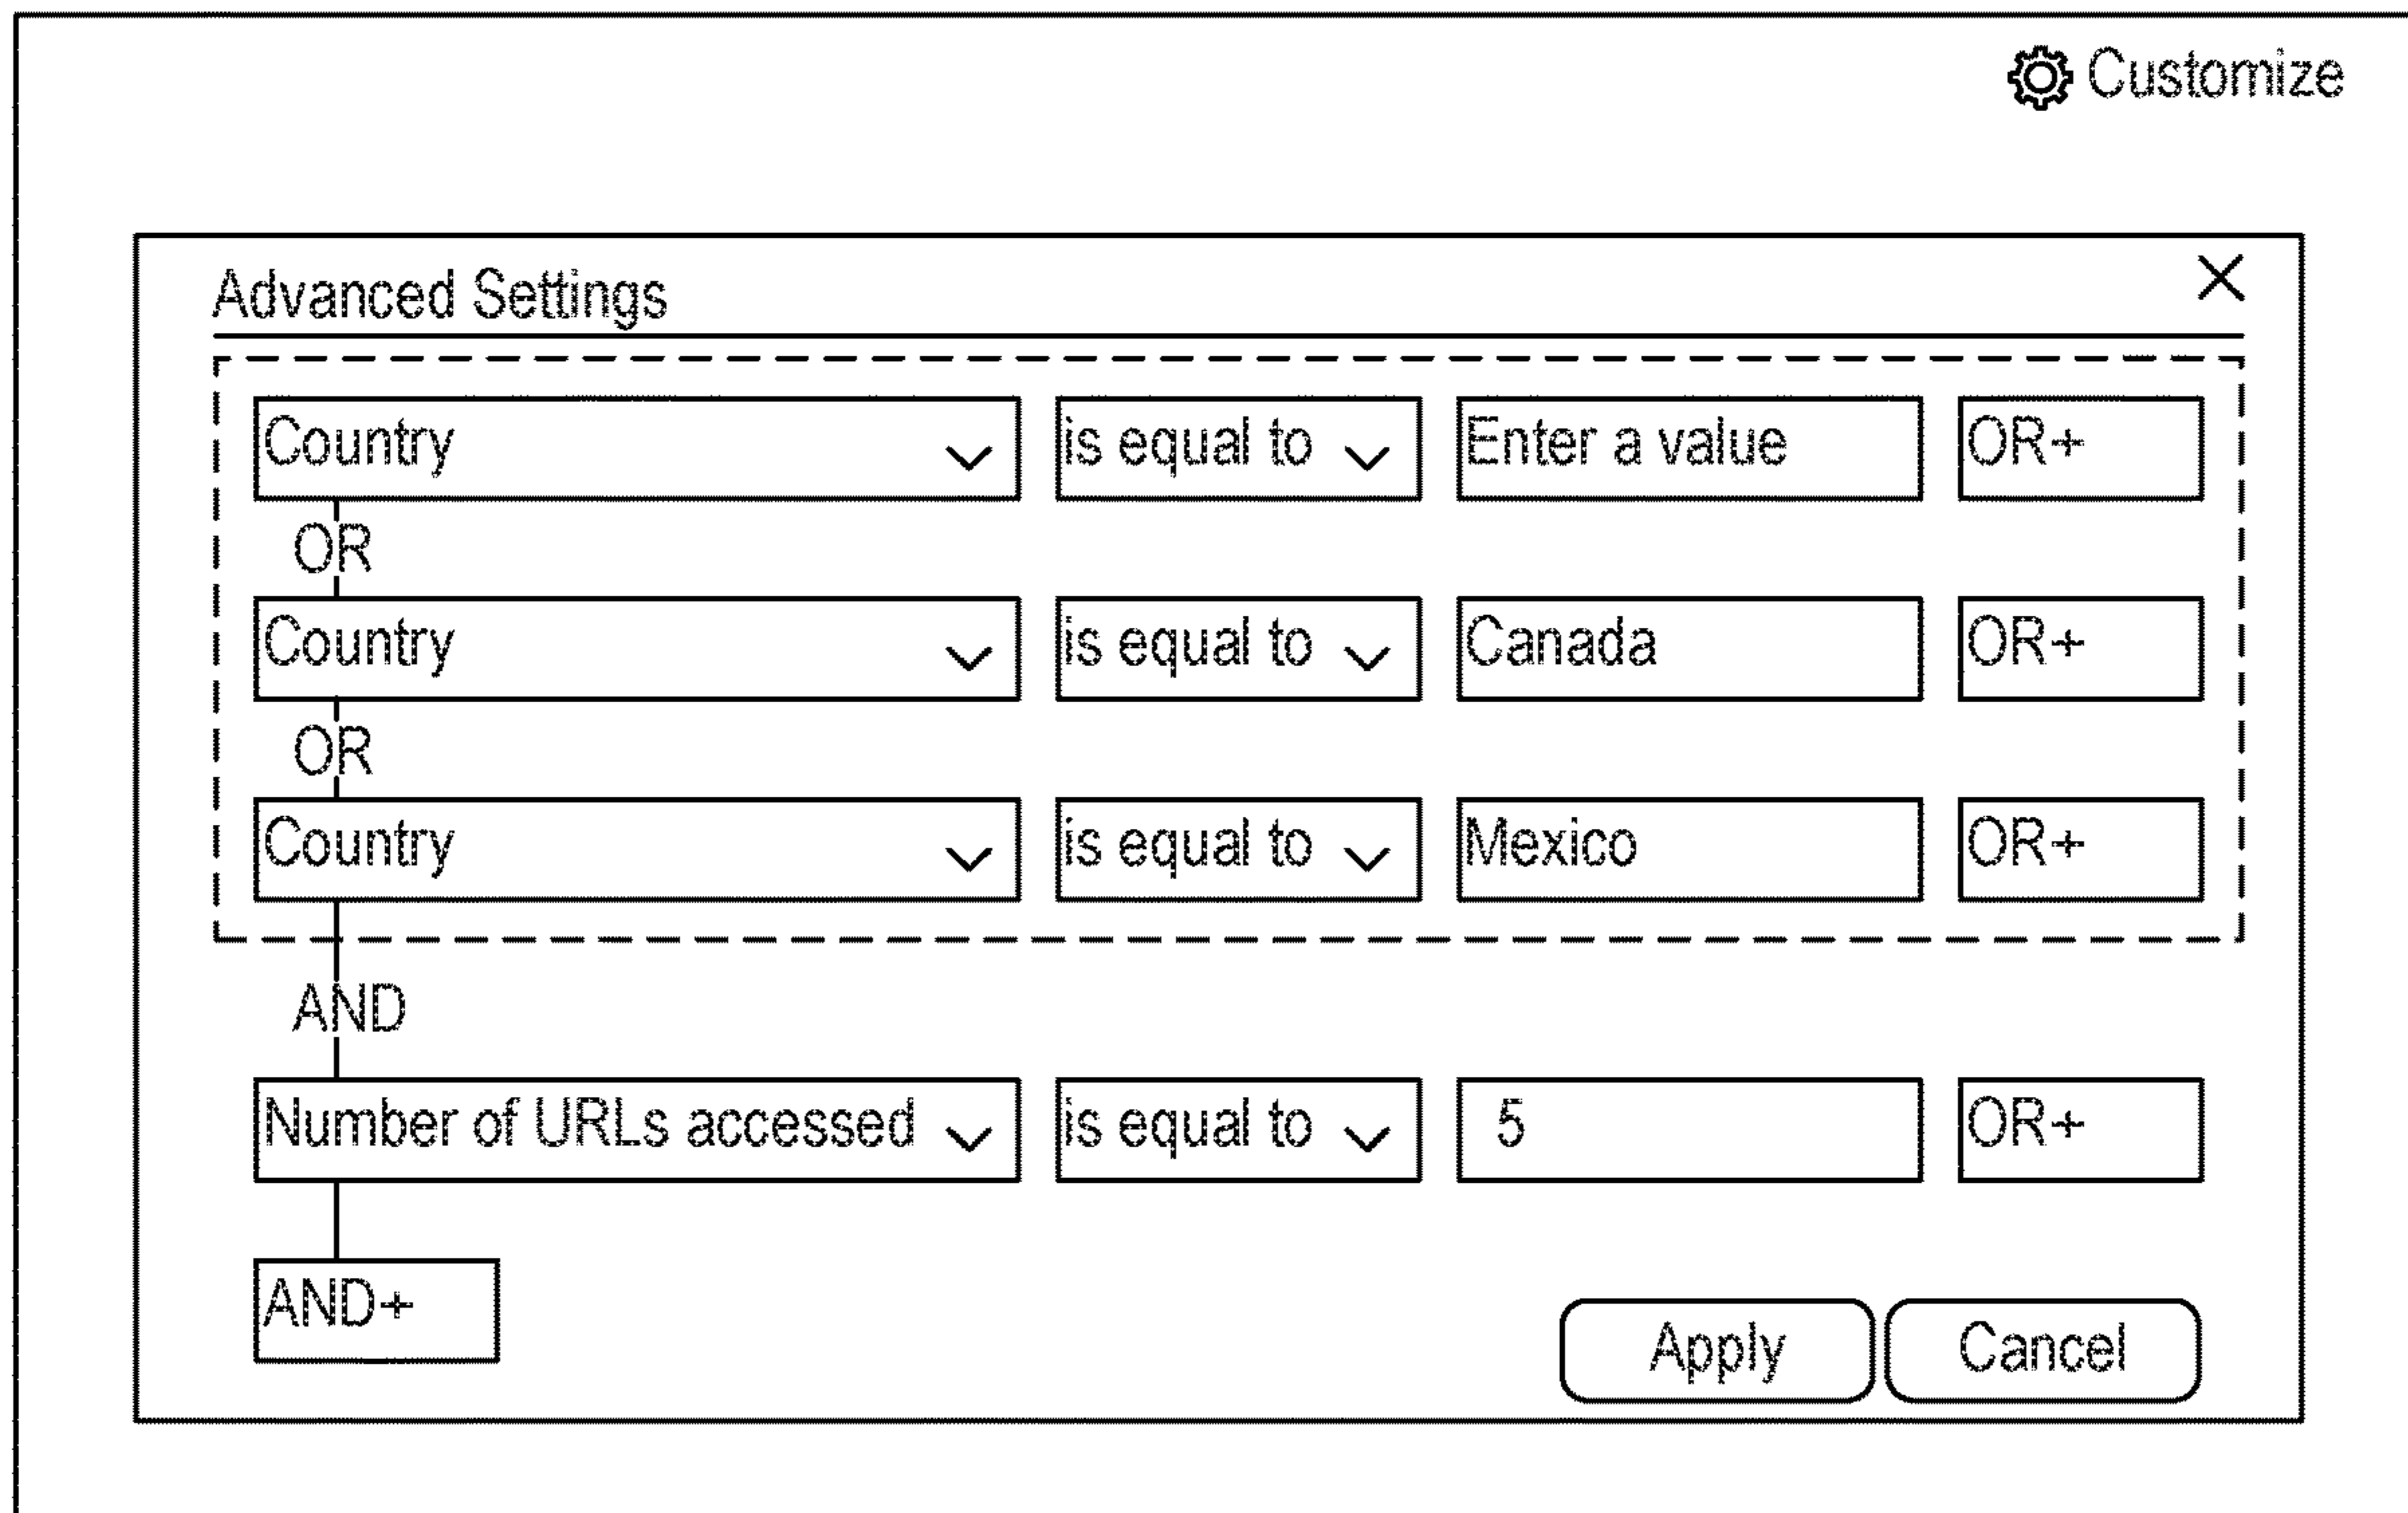 Customize
Advanced Settings
Country is equal to Enter a value OR+
OR
Country is equal to Canada OR+
OR
Country is equal to Mexico OR+
AND
Number of URLs accessed is equal to 5 OR+
AND+
Apply Cancel